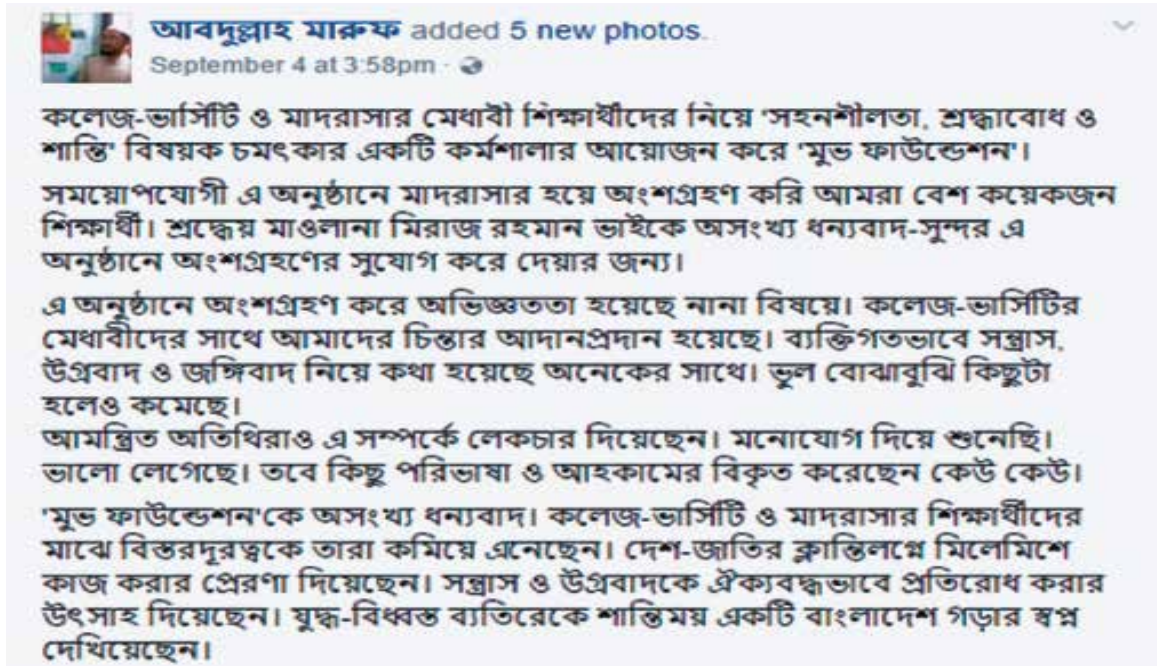 আবদুল্লাহ মারুফ added 5 new photos.
September 4 at 3:58pm ·
কলেজ-ভার্সিটি ও মাদরাসার মেধাবী শিক্ষার্থীদের নিয়ে 'সহনশীলতা, শ্রদ্ধাবোধ ও
শান্তি' বিষয়ক চমৎকার একটি কর্মশালার আয়োজন করে 'মুভ ফাউন্ডেশন'।
সময়োপযোগী এ অনুষ্ঠানে মাদরাসার হয়ে অংশগ্রহণ করি আমরা বেশ কয়েকজন
শিক্ষার্থী। শ্রদ্ধেয় মাওলানা মিরাজ রহমান ভাইকে অসংখ্য ধন্যবাদ-সুন্দর এ
অনুষ্ঠানে অংশগ্রহণের সুযোগ করে দেয়ার জন্য।
এ অনুষ্ঠানে অংশগ্রহণ করে অভিজ্ঞততা হয়েছে নানা বিষয়ে। কলেজ-ভার্সিটির
মেধাবীদের সাথে আমাদের চিন্তার আদানপ্রদান হয়েছে। ব্যক্তিগতভাবে সন্ত্রাস,
উগ্রবাদ ও জঙ্গিবাদ নিয়ে কথা হয়েছে অনেকের সাথে। ভুল বোঝাবুঝি কিছুটা
হলেও কমেছে।
আমন্ত্রিত অতিথিরাও এ সম্পর্কে লেকচার দিয়েছেন। মনোযোগ দিয়ে শুনেছি।
ভালো লেগেছে। তবে কিছু পরিভাষা ও আহকামের বিকৃত করেছেন কেউ কেউ।
'মুভ ফাউন্ডেশন'কে অসংখ্য ধন্যবাদ। কলেজ-ভার্সিটি ও মাদরাসার শিক্ষার্থীদের
মাঝে বিস্তরদূরত্বকে তারা কমিয়ে এনেছেন। দেশ-জাতির ক্লান্তিলগ্নে মিলেমিশে
কাজ করার প্রেরণা দিয়েছেন। সন্ত্রাস ও উগ্রবাদকে ঐক্যবদ্ধভাবে প্রতিরোধ করার
উৎসাহ দিয়েছেন। যুদ্ধ-বিধ্বস্ত ব্যতিরেকে শান্তিময় একটি বাংলাদেশ গড়ার স্বপ্ন
দেখিয়েছেন।